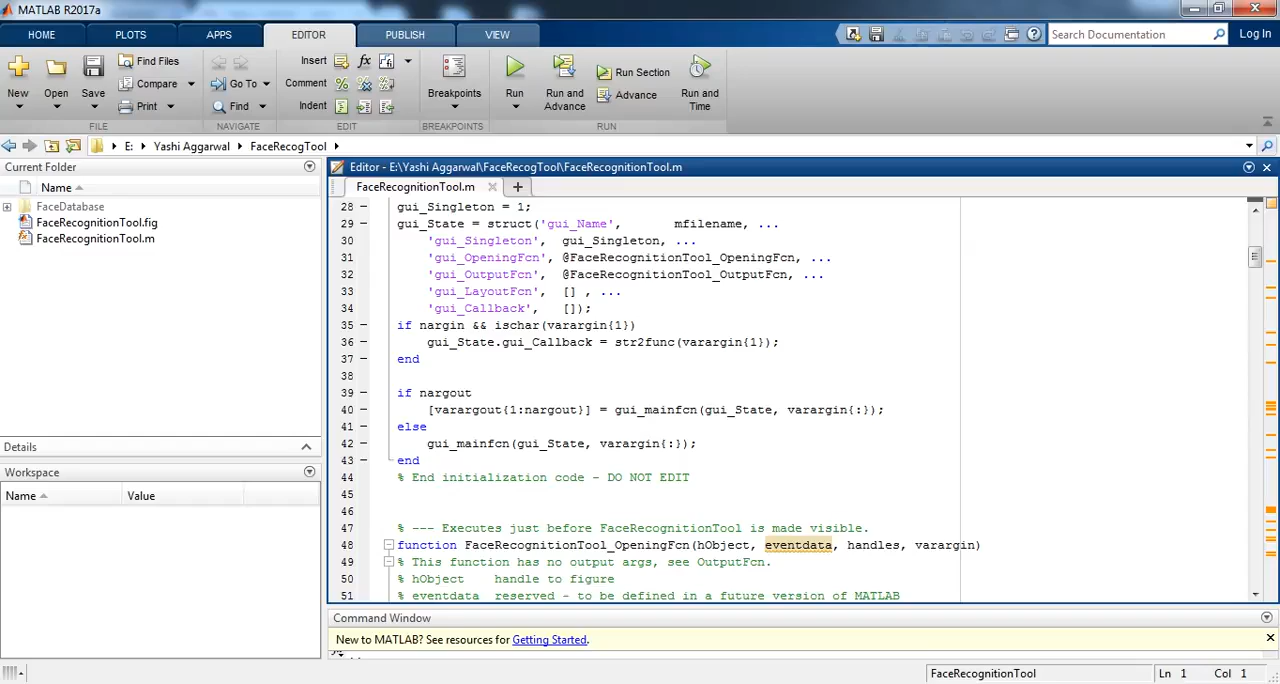 MATLAB R2017a
HOME PLOTS APPS EDITOR PUBLISH VIEW
Search Documentation Log In
New Open Save Find Files Compare Print
Go To Find
Insert fx
Comment
Indent
Breakpoints Run Run and Advance Run Section Advance Run and Time
FILE NAVIGATE EDIT BREAKPOINTS RUN
E: Yashi Aggarwal FaceRecogTool
Current Folder
Name
FaceDatabase
FaceRecognitionTool.fig
FaceRecognitionTool.m
Details
Workspace
Name Value
Editor - E:\Yashi Aggarwal\FaceRecogTool\FaceRecognitionTool.m
FaceRecognitionTool.m
28 gui_Singleton = 1;
29 gui_State = struct('gui_Name', mfilename, ...
30 'gui_Singleton', gui_Singleton, ...
31 'gui_OpeningFcn', @FaceRecognitionTool_OpeningFcn, ...
32 'gui_OutputFcn', @FaceRecognitionTool_OutputFcn, ...
33 'gui_LayoutFcn', [] , ...
34 'gui_Callback', []);
35 if nargin && ischar(varargin{1})
36 gui_State.gui_Callback = str2func(varargin{1});
37 end
38
39 if nargout
40 [varargout{1:nargout}] = gui_mainfcn(gui_State, varargin{:});
41 else
42 gui_mainfcn(gui_State, varargin{:});
43 end
44 % End initialization code - DO NOT EDIT
45
46
47 % --- Executes just before FaceRecognitionTool is made visible.
48 function FaceRecognitionTool_OpeningFcn(hObject, eventdata, handles, varargin)
49 % This function has no output args, see OutputFcn.
50 % hObject handle to figure
51 % eventdata reserved - to be defined in a future version of MATLAB
Command Window
New to MATLAB? See resources for Getting Started.
FaceRecognitionTool Ln 1 Col 1